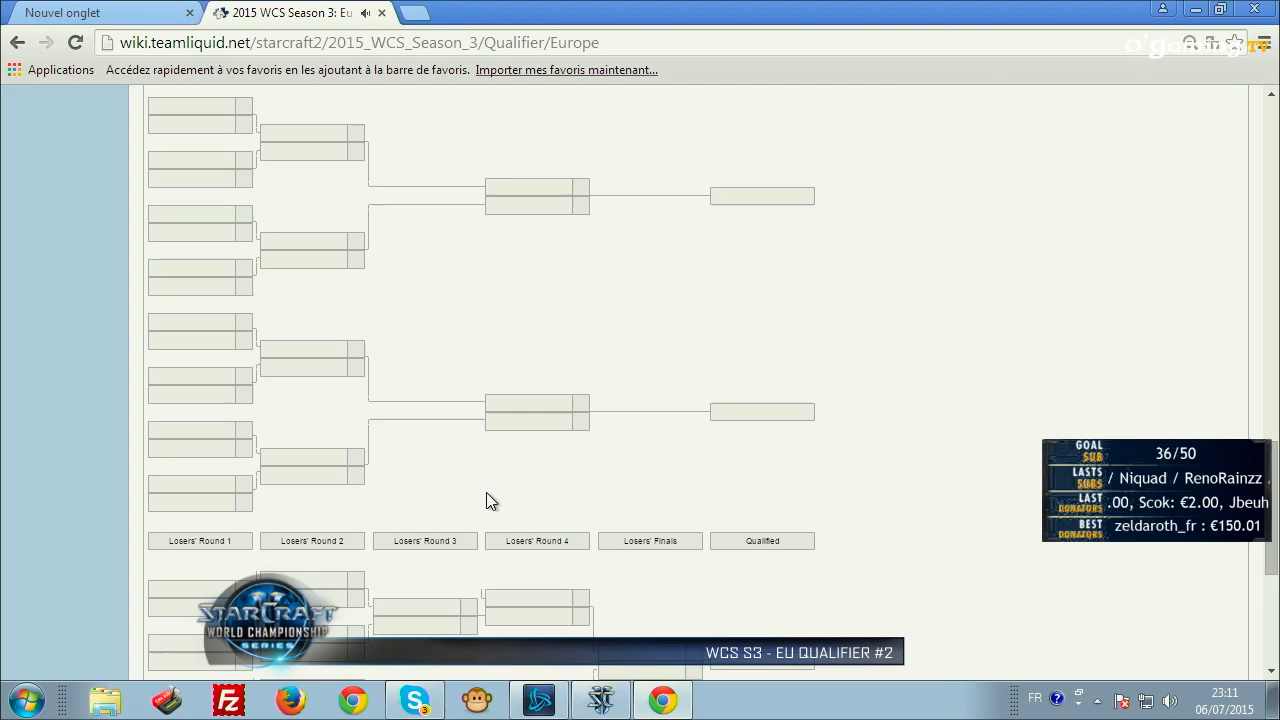 Nouvel onglet
2015 WCS Season 3: Eu
wiki.teamliquid.net/starcraft2/2015_WCS_Season_3/Qualifier/Europe
o'gaming TV
Applications
Accédez rapidement à vos favoris en les ajoutant à la barre de favoris.
Importer mes favoris maintenant...
GOAL SUB
36/50
LASTS SUBS
/ Niquad / RenoRainzz /
LAST DONATORS
.00, Scok: €2.00, Jbeuh
BEST DONATORS
zeldaroth_fr : €150.01
Losers' Round 1
Losers' Round 2
Losers' Round 3
Losers' Round 4
Losers' Finals
Qualified
STARCRAFT II
WORLD CHAMPIONSHIP
SERIES
WCS S3 - EU QUALIFIER #2
3
FR
23:11
06/07/2015